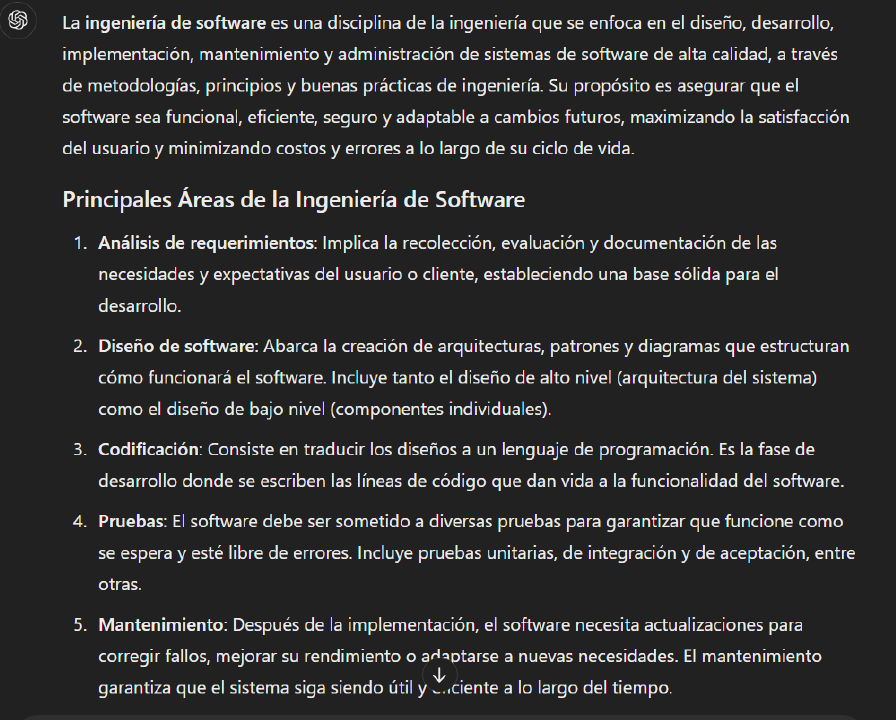 La ingeniería de software es una disciplina de la ingeniería que se enfoca en el diseño, desarrollo,
implementación, mantenimiento y administración de sistemas de software de alta calidad, a través
de metodologías, principios y buenas prácticas de ingeniería. Su propósito es asegurar que el
software sea funcional, eficiente, seguro y adaptable a cambios futuros, maximizando la satisfacción
del usuario y minimizando costos y errores a lo largo de su ciclo de vida.
Principales Áreas de la Ingeniería de Software
1. Análisis de requerimientos: Implica la recolección, evaluación y documentación de las
necesidades y expectativas del usuario o cliente, estableciendo una base sólida para el
desarrollo.
2. Diseño de software: Abarca la creación de arquitecturas, patrones y diagramas que estructuran
cómo funcionará el software. Incluye tanto el diseño de alto nivel (arquitectura del sistema)
como el diseño de bajo nivel (componentes individuales).
3. Codificación: Consiste en traducir los diseños a un lenguaje de programación. Es la fase de
desarrollo donde se escriben las líneas de código que dan vida a la funcionalidad del software.
4. Pruebas: El software debe ser sometido a diversas pruebas para garantizar que funcione como
se espera y esté libre de errores. Incluye pruebas unitarias, de integración y de aceptación, entre
otras.
5. Mantenimiento: Después de la implementación, el software necesita actualizaciones para
corregir fallos, mejorar su rendimiento o adaptarse a nuevas necesidades. El mantenimiento
garantiza que el sistema siga siendo útil y eficiente a lo largo del tiempo.